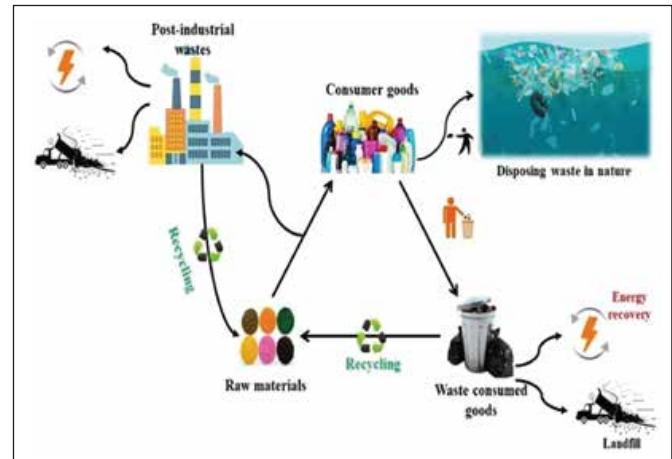 Post-industrial
wastes
Consumer goods
Disposing waste in nature
Recycling
Energy
recovery
Recycling
Raw materials
Waste consumed
goods
Landfill